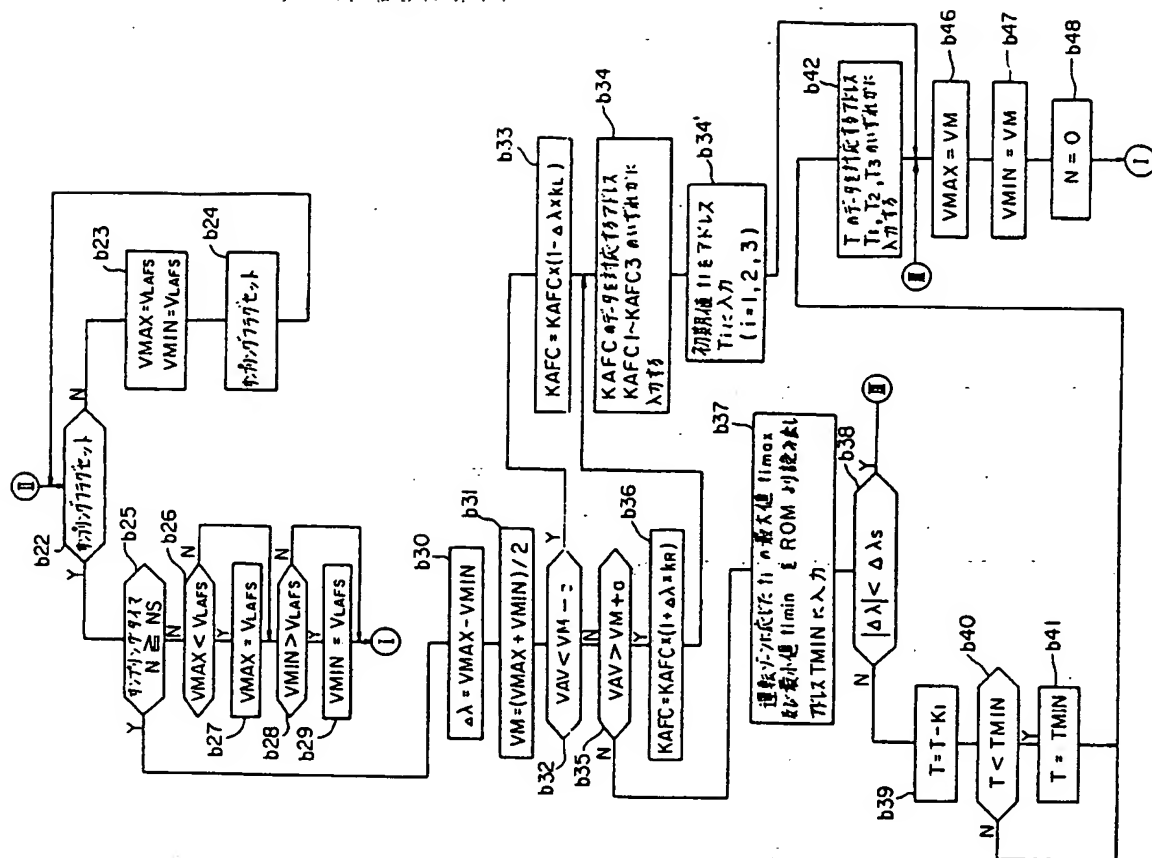 II
b22
サンプリングフラグセット
Y
N
b23
VMAX=VLAFS
VMIN=VLAFS
b24
サンプリングフラグセット
b25
サンプリングタイマ
N≧NS
Y
N
b26
VMAX<VLAFS
N
Y
b27
VMAX=VLAFS
b28
VMIN>VLAFS
N
Y
b29
VMIN=VLAFS
I
b30
Δλ=VMAX-VMIN
b31
VM=(VMAX+VMIN)/2
b32
VAV<VM-
Y
N
b33
KAFC=KAFC×(1-Δλ×KL)
b34
KAFCのデータを対応するアドレス
KAFC1~KAFC3のいずれかに
入力する
b34'
初期値t1をアドレス
T1iに入力
(i=1,2,3)
b35
VAV>VM+a
N
Y
b36
KAFC=KAFC×(1+Δλ×KR)
b37
運転ゾーンに応じたt1の最大値t1max
及び最小値t1minをROMより読み出し
アドレスTMINに入力
b38
|Δλ|<Δλs
Y
III
N
b39
T=T-K1
b40
T<TMIN
N
Y
b41
T=TMIN
b42
Tのデータを対応するアドレス
T1,T2,T3のいずれかに
入力する
III
b46
VMAX=VM
b47
VMIN=VM
b48
N=0
I